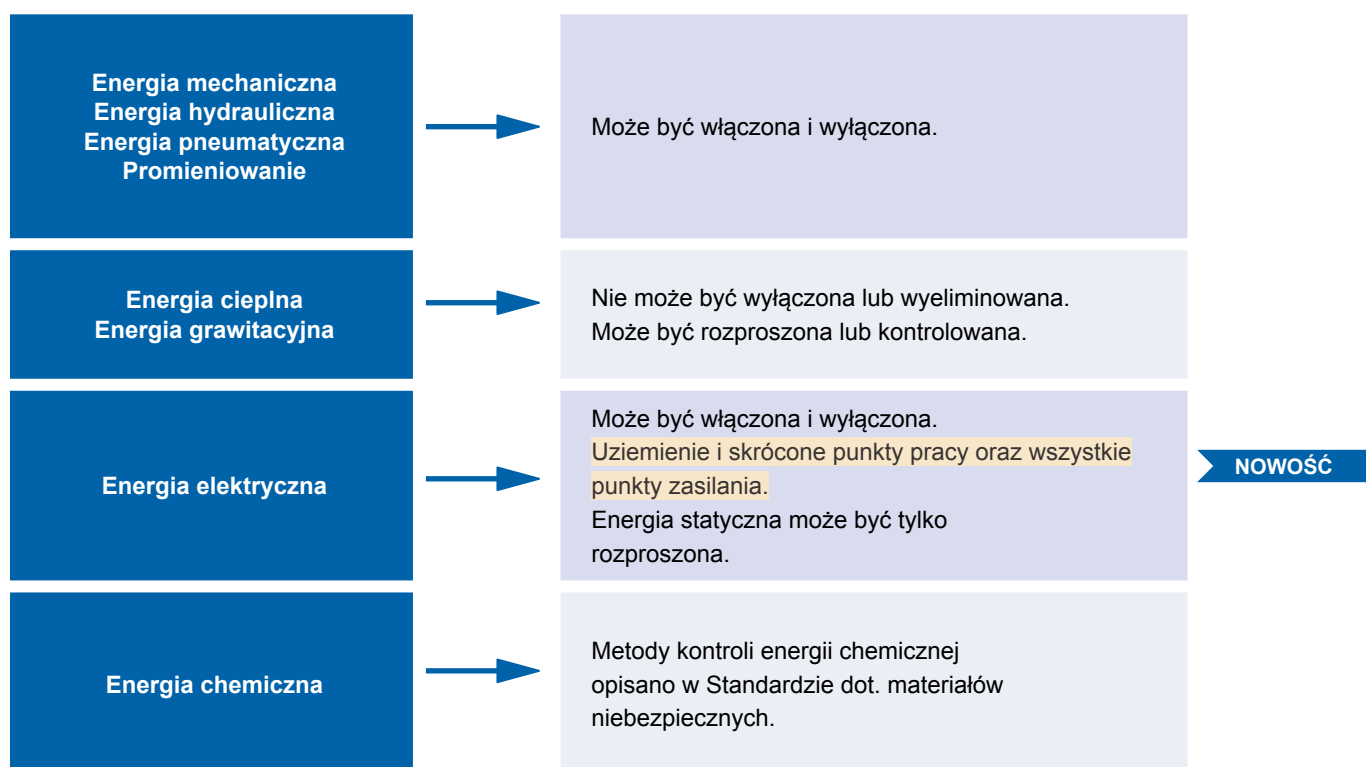 Energia mechaniczna
Energia hydrauliczna
Energia pneumatyczna
Promieniowanie
Może być włączona i wyłączona.
Energia cieplna
Energia grawitacyjna
Nie może być wyłączona lub wyeliminowana.
Może być rozproszona lub kontrolowana.
Energia elektryczna
Może być włączona i wyłączona.
Uziemienie i skrócone punkty pracy oraz wszystkie
punkty zasilania.
Energia statyczna może być tylko
rozproszona.
NOWOŚĆ
Energia chemiczna
Metody kontroli energii chemicznej
opisano w Standardzie dot. materiałów
niebezpiecznych.